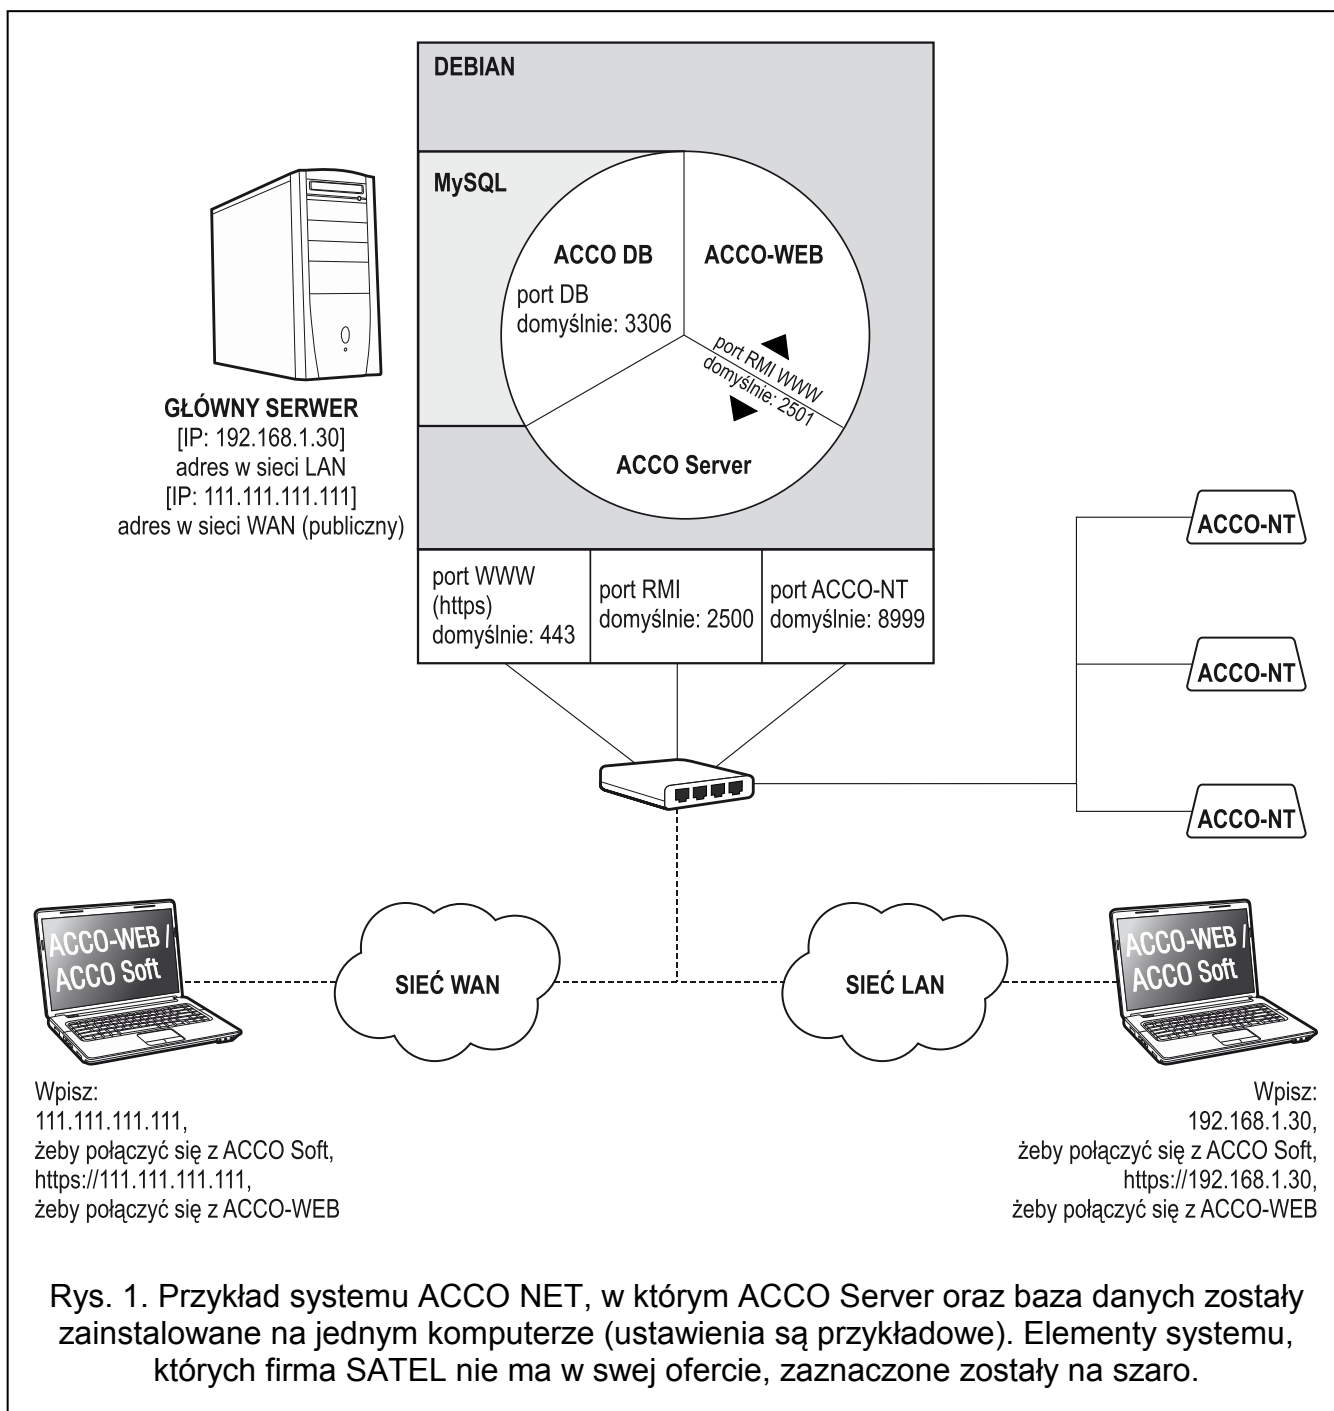 DEBIAN
MySQL
ACCO DB
port DB
domyślnie: 3306
ACCO-WEB
port RMI WWW
domyślnie: 2501
ACCO Server
GŁÓWNY SERWER
[IP: 192.168.1.30]
adres w sieci LAN
[IP: 111.111.111.111]
adres w sieci WAN (publiczny)
port WWW
(https)
domyślnie: 443
port RMI
domyślnie: 2500
port ACCO-NT
domyślnie: 8999
ACCO-NT
ACCO-NT
ACCO-NT
ACCO-WEB /
ACCO Soft
SIEĆ WAN
SIEĆ LAN
ACCO-WEB /
ACCO Soft
Wpisz:
111.111.111.111,
żeby połączyć się z ACCO Soft,
https://111.111.111.111,
żeby połączyć się z ACCO-WEB
Wpisz:
192.168.1.30,
żeby połączyć się z ACCO Soft,
https://192.168.1.30,
żeby połączyć się z ACCO-WEB
Rys. 1. Przykład systemu ACCO NET, w którym ACCO Server oraz baza danych zostały
zainstalowane na jednym komputerze (ustawienia są przykładowe). Elementy systemu,
których firma SATEL nie ma w swej ofercie, zaznaczone zostały na szaro.